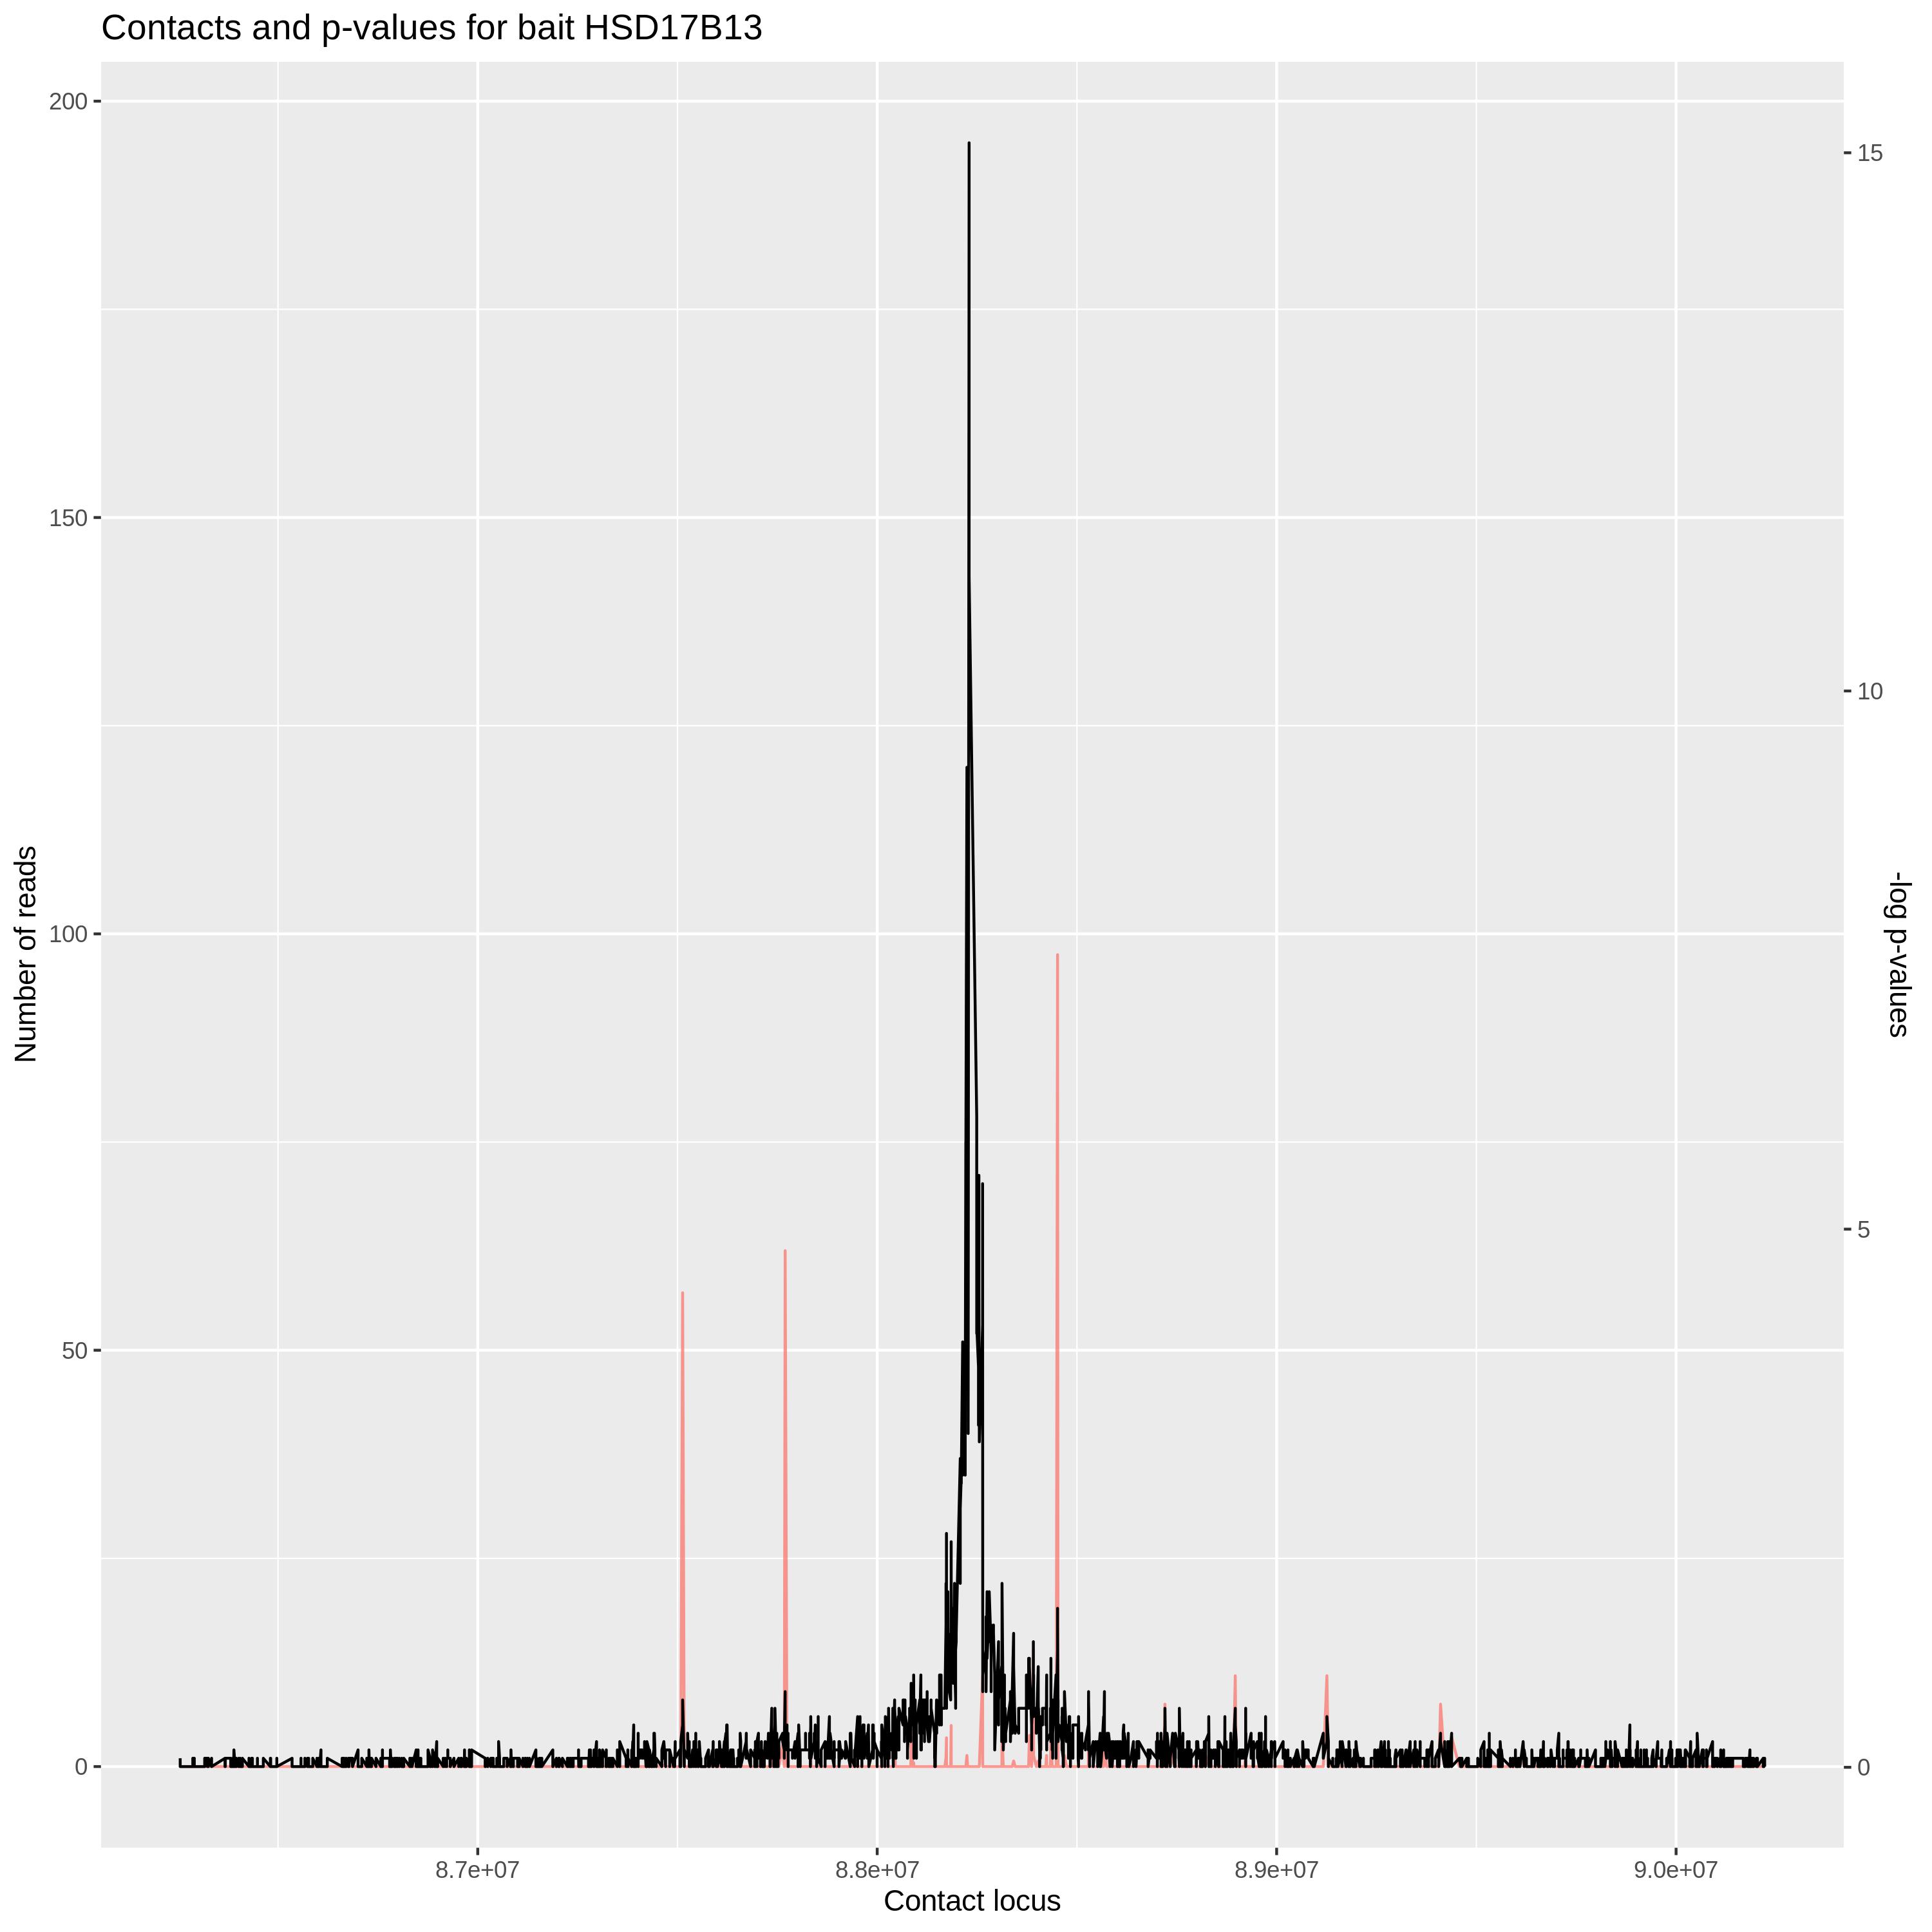 Contacts and p-values for bait HSD17B13
200
150
100
50
0
15
10
5
0
Number of reads
-log p-values
8.7e+07
8.8e+07
8.9e+07
9.0e+07
Contact locus